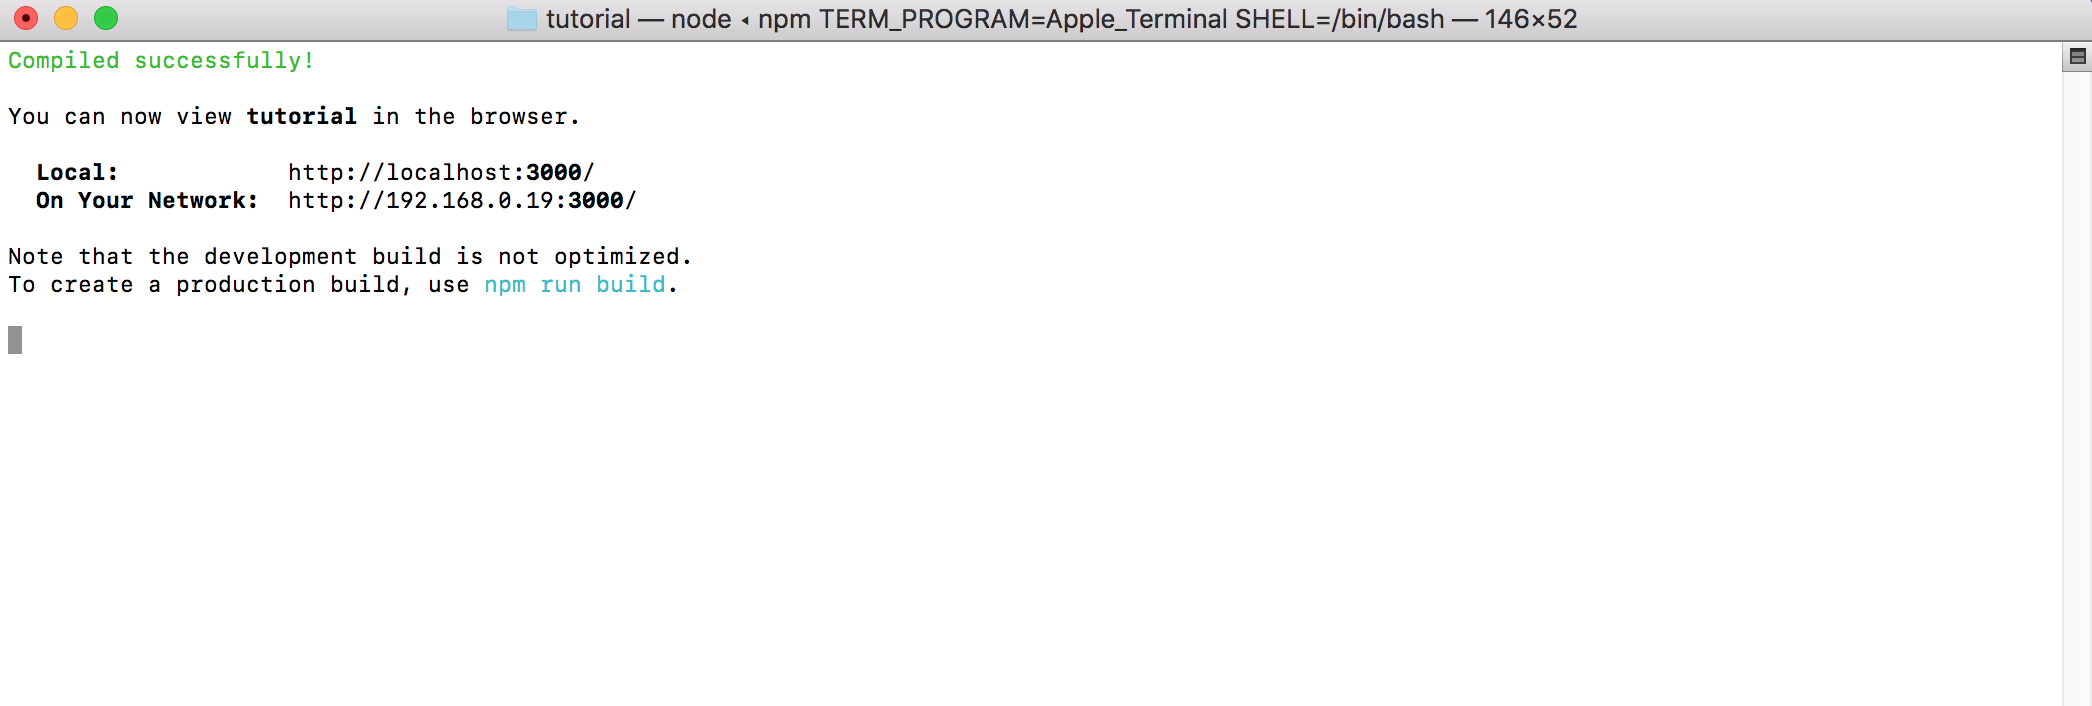 tutorial — node ◂ npm TERM_PROGRAM=Apple_Terminal SHELL=/bin/bash — 146×52
Compiled successfully!
You can now view tutorial in the browser.
Local: http://localhost:3000/
On Your Network: http://192.168.0.19:3000/
Note that the development build is not optimized.
To create a production build, use npm run build.